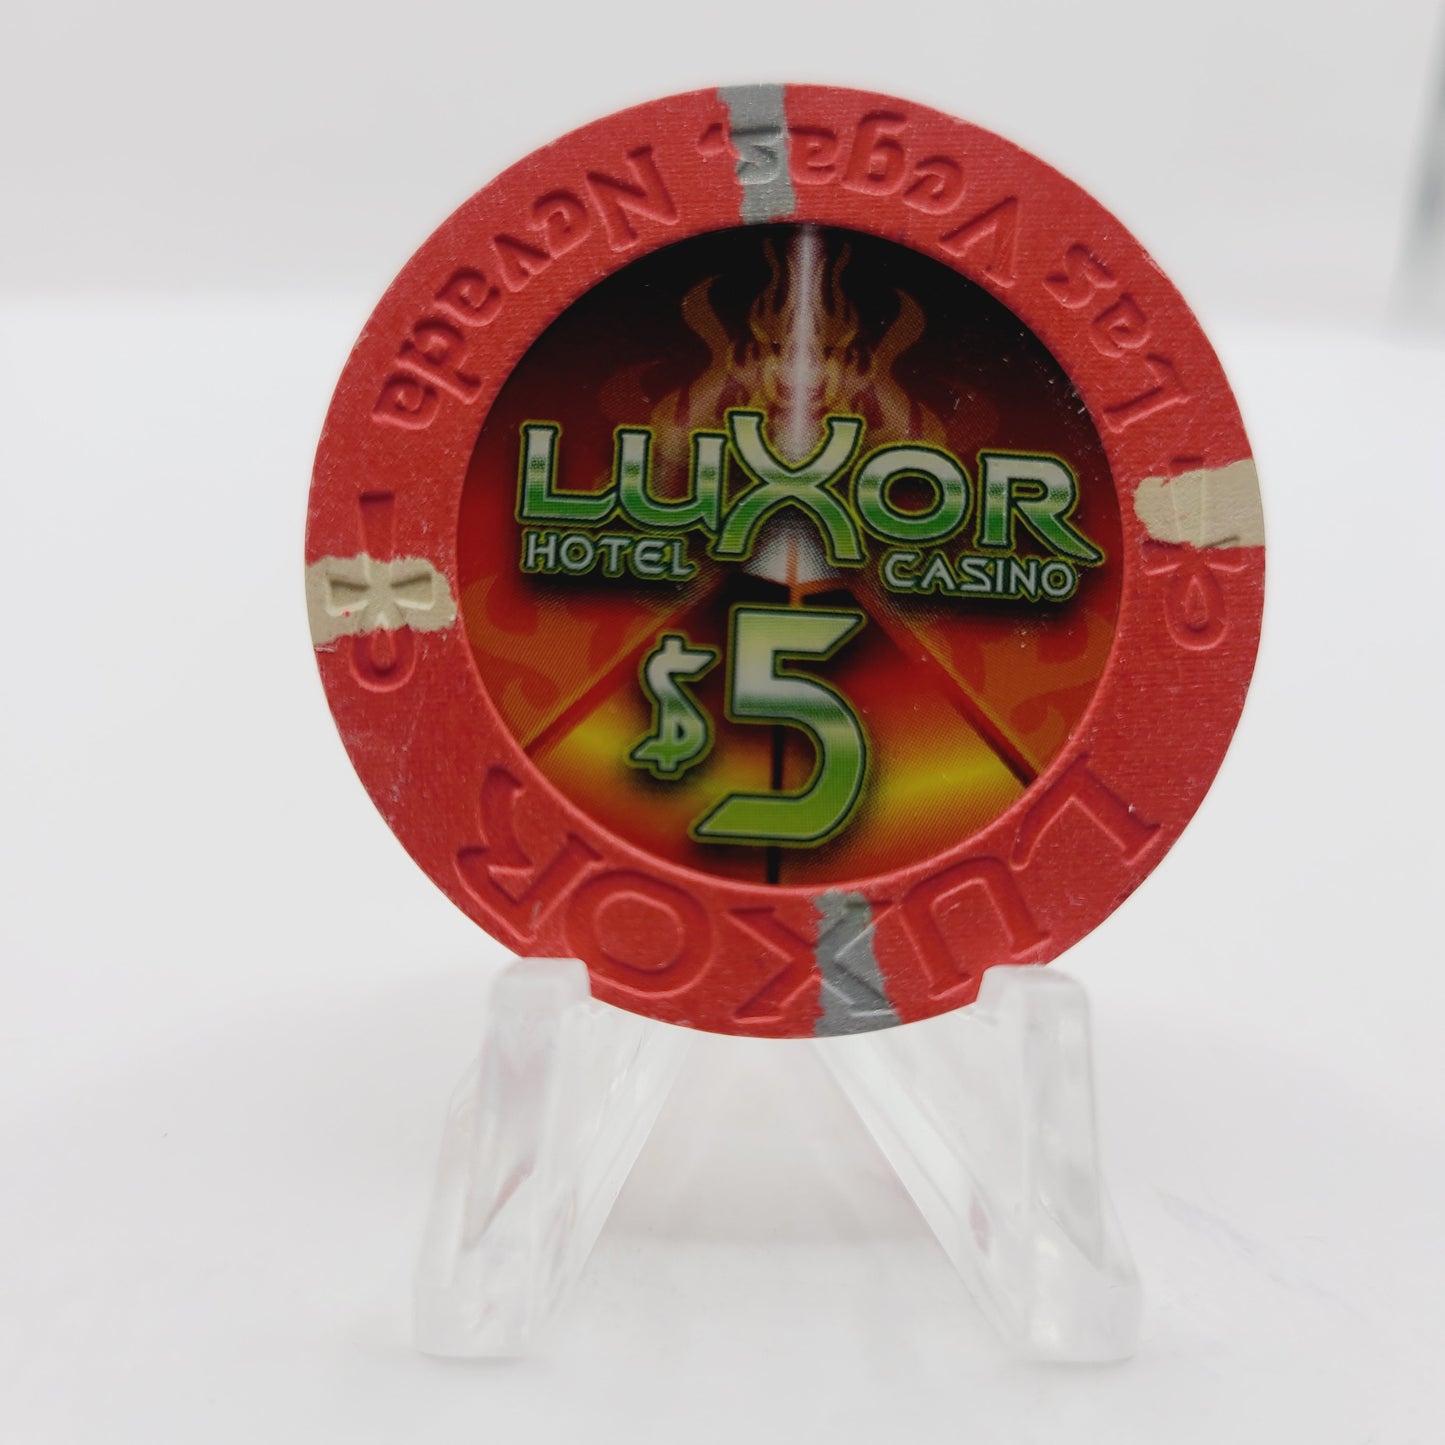 Las Vegas, Nevada
LUXOR
HOTEL CASINO
$5
LUXOR